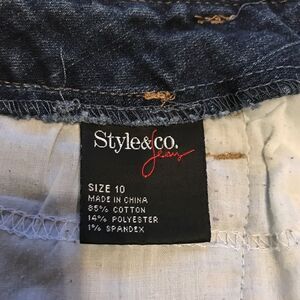 Style&co.
Jeans
SIZE 10
MADE IN CHINA
85% COTTON
14% POLYESTER
1% SPANDEX